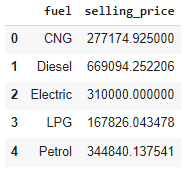 fuel selling_price
0 CNG 277174.925000
1 Diesel 669094.252206
2 Electric 310000.000000
3 LPG 167826.043478
4 Petrol 344840.137541